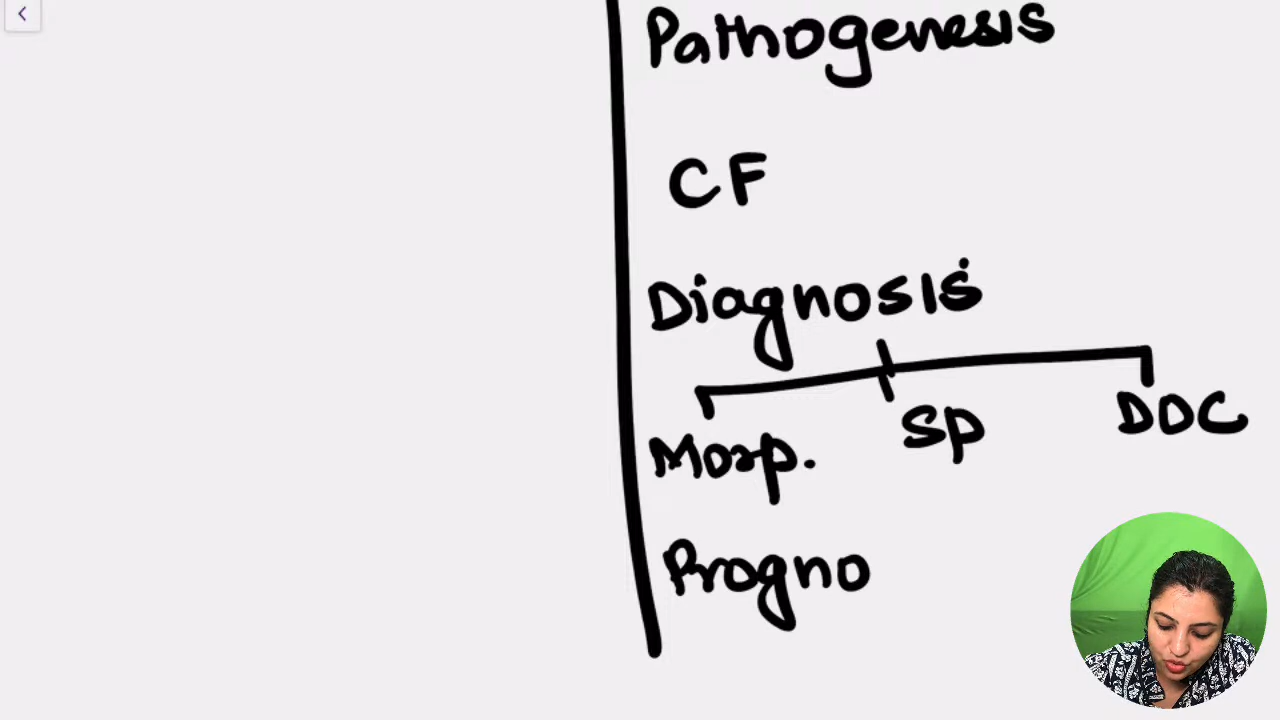 Pathogenesis
CF
Diagnosis
Morp. SP DOC
Progno